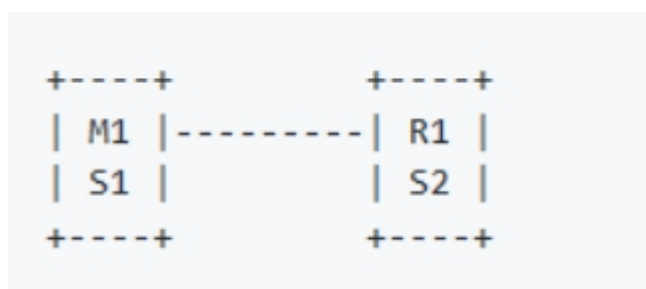 +----+          +----+
| M1 |---------| R1 |
| S1 |          | S2 |
+----+          +----+